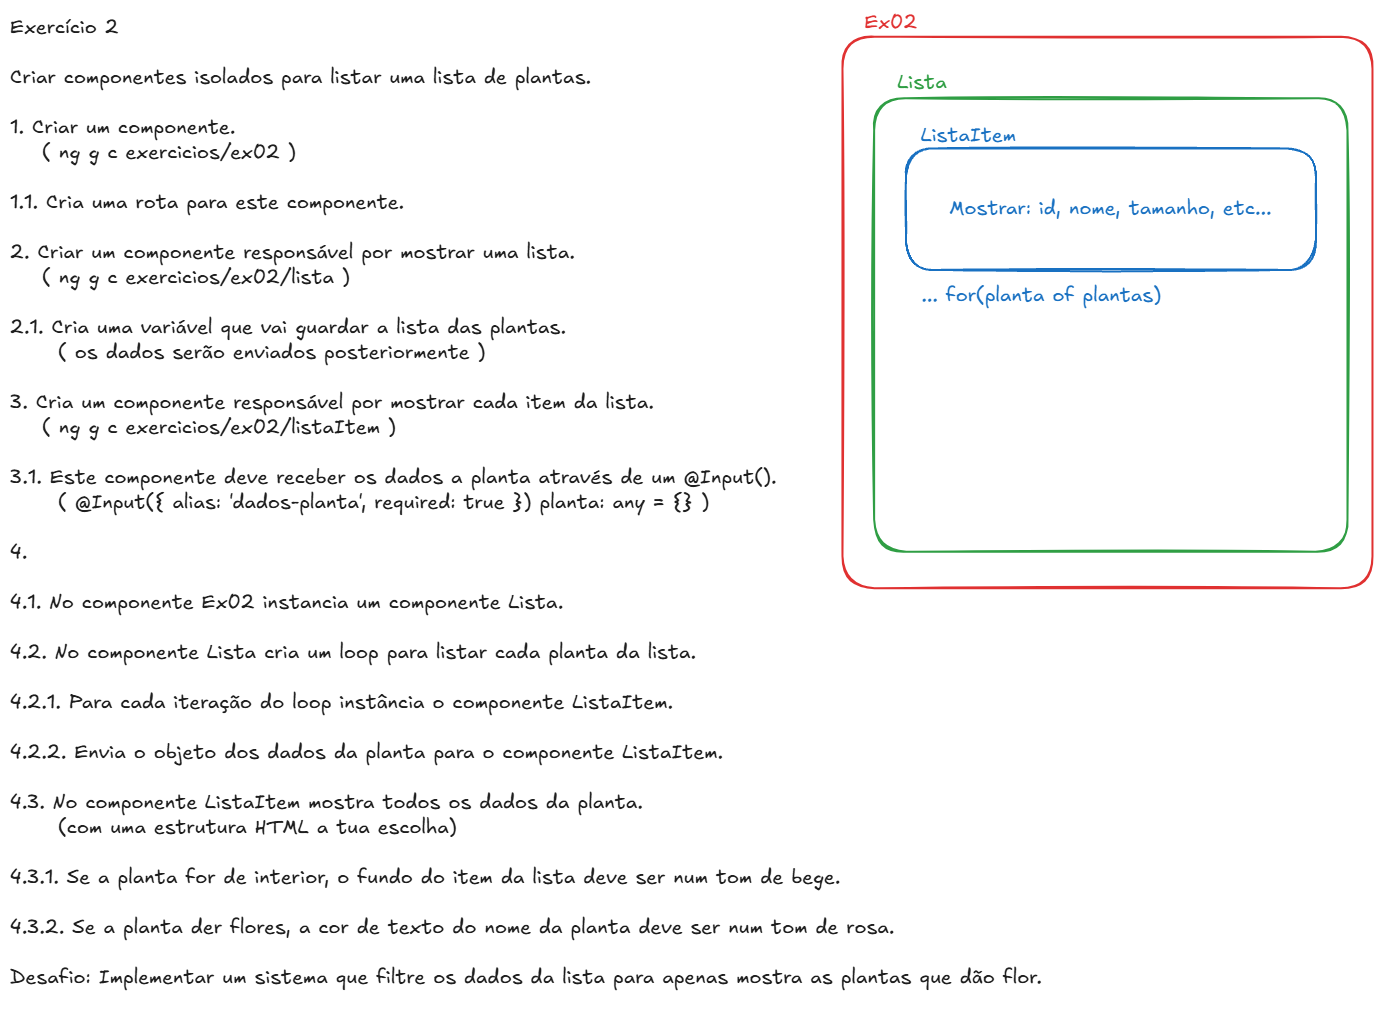 Exercício 2
Criar componentes isolados para listar uma lista de plantas.
1. Criar um componente.
( ng g c exercicios/ex02 )
1.1. Cria uma rota para este componente.
2. Criar um componente responsável por mostrar uma lista.
( ng g c exercicios/ex02/lista )
2.1. Cria uma variável que vai guardar a lista das plantas.
( os dados serão enviados posteriormente )
3. Cria um componente responsável por mostrar cada item da lista.
( ng g c exercicios/ex02/listaItem )
3.1. Este componente deve receber os dados a planta através de um @Input().
( @Input({ alias: 'dados-planta', required: true }) planta: any = {} )
4.
4.1. No componente Ex02 instancia um componente Lista.
4.2. No componente Lista cria um loop para listar cada planta da lista.
4.2.1. Para cada iteração do loop instância o componente ListaItem.
4.2.2. Envia o objeto dos dados da planta para o componente ListaItem.
4.3. No componente ListaItem mostra todos os dados da planta.
(com uma estrutura HTML a tua escolha)
4.3.1. Se a planta for de interior, o fundo do item da lista deve ser num tom de bege.
4.3.2. Se a planta der flores, a cor de texto do nome da planta deve ser num tom de rosa.
Desafio: Implementar um sistema que filtre os dados da lista para apenas mostra as plantas que dão flor.
Ex02
Lista
ListaItem
Mostrar: id, nome, tamanho, etc...
... for(planta of plantas)